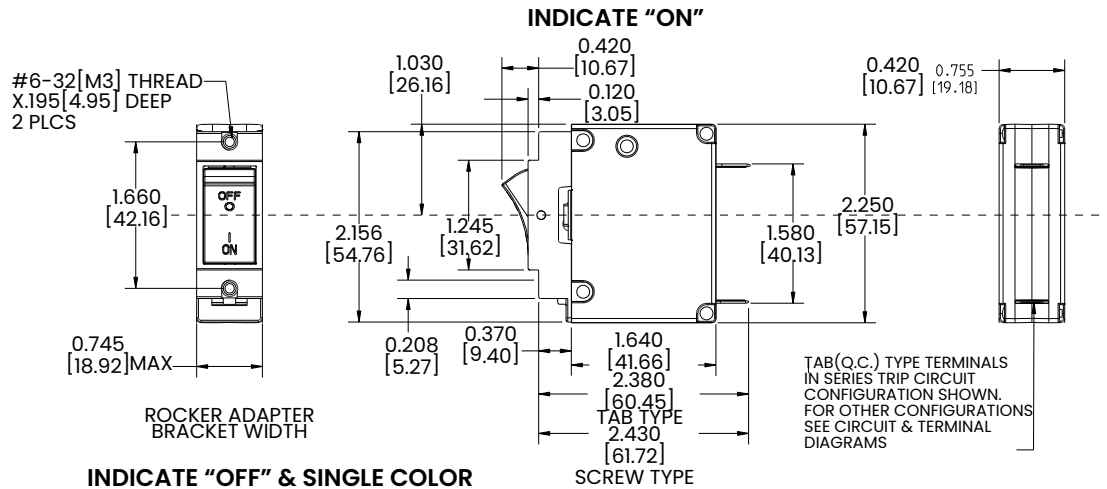 INDICATE “ON”
#6-32[M3] THREAD
X.195[4.95] DEEP
2 PLCS
1.030
[26.16]
0.420
[10.67]
0.120
[3.05]
0.420
[10.67]
0.755
[19.18]
OFF
ON
1.660
[42.16]
2.156
[54.76]
1.245
[31.62]
1.580
[40.13]
2.250
[57.15]
0.745
[18.92]MAX
0.208
[5.27]
0.370
[9.40]
1.640
[41.66]
2.380
[60.45]
TAB TYPE
2.430
[61.72]
SCREW TYPE
TAB(Q.C.) TYPE TERMINALS
IN SERIES TRIP CIRCUIT
CONFIGURATION SHOWN.
FOR OTHER CONFIGURATIONS
SEE CIRCUIT & TERMINAL
DIAGRAMS
ROCKER ADAPTER
BRACKET WIDTH
INDICATE “OFF” & SINGLE COLOR